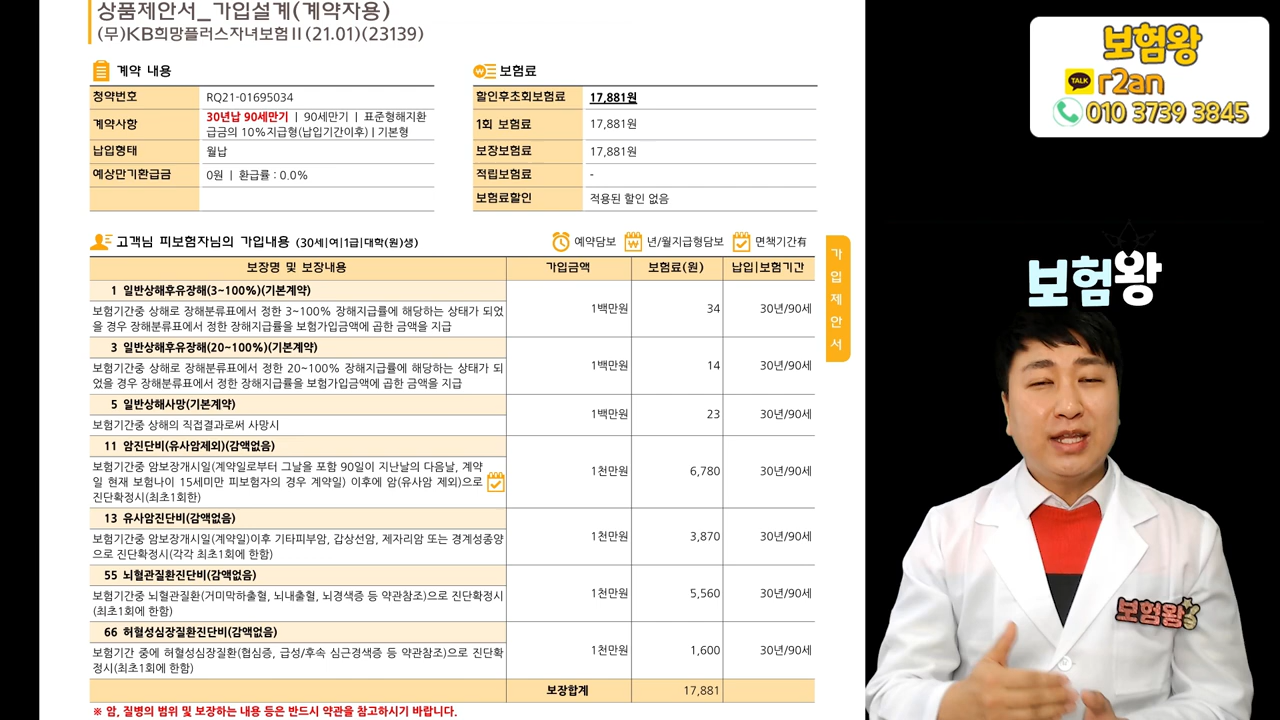 상품제안서_가입설계(계약자용)
(무)KB희망플러스자녀보험Ⅱ(21.01)(23139)
계약 내용
청약번호 RQ21-01695034
계약사항 30년납 90세만기 | 90세만기 | 표준형해지환
급금의 10%지급형(납입기간이후) | 기본형
납입형태 월납
예상만기환급금 0원 | 환급률 : 0.0%
보험료
할인후초회보험료 17,881원
1회 보험료 17,881원
보장보험료 17,881원
적립보험료 -
보험료할인 적용된 할인 없음
고객님 피보험자님의 가입내용 (30세|여|1급|대학(원)생)
예약담보 년/월지급형담보 면책기간有
보장명 및 보장내용 가입금액 보험료(원) 납입|보험기간
1 일반상해후유장해(3~100%)(기본계약)
보험기간중 상해로 장해분류표에서 정한 3~100% 장해지급률에 해당하는 상태가 되었
을 경우 장해분류표에서 정한 장해지급률을 보험가입금액에 곱한 금액을 지급
1백만원 34 30년/90세
3 일반상해후유장해(20~100%)(기본계약)
보험기간중 상해로 장해분류표에서 정한 20~100% 장해지급률에 해당하는 상태가 되
었을 경우 장해분류표에서 정한 장해지급률을 보험가입금액에 곱한 금액을 지급
1백만원 14 30년/90세
5 일반상해사망(기본계약)
보험기간중 상해의 직접결과로써 사망시
1백만원 23 30년/90세
11 암진단비(유사암제외)(감액없음)
보험기간중 암보장개시일(계약일로부터 그날을 포함 90일이 지난날의 다음날, 계약
일 현재 보험나이 15세미만 피보험자의 경우 계약일) 이후에 암(유사암 제외)으로
진단확정시(최초1회한)
1천만원 6,780 30년/90세
13 유사암진단비(감액없음)
보험기간중 암보장개시일(계약일)이후 기타피부암, 갑상선암, 제자리암 또는 경계성종양
으로 진단확정시(각각 최초1회에 한함)
1천만원 3,870 30년/90세
55 뇌혈관질환진단비(감액없음)
보험기간중 뇌혈관질환(거미막하출혈, 뇌내출혈, 뇌경색증 등 약관참조)으로 진단확정시
(최초1회에 한함)
1천만원 5,560 30년/90세
66 허혈성심장질환진단비(감액없음)
보험기간 중에 허혈성심장질환(협심증, 급성/후속 심근경색증 등 약관참조)으로 진단확
정시(최초1회에 한함)
1천만원 1,600 30년/90세
보장합계 17,881
※ 암, 질병의 범위 및 보장하는 내용 등은 반드시 약관을 참고하시기 바랍니다.
가
입
제
안
서
보험왕
TALK r2an
010 3739 3845
보험왕
보험왕